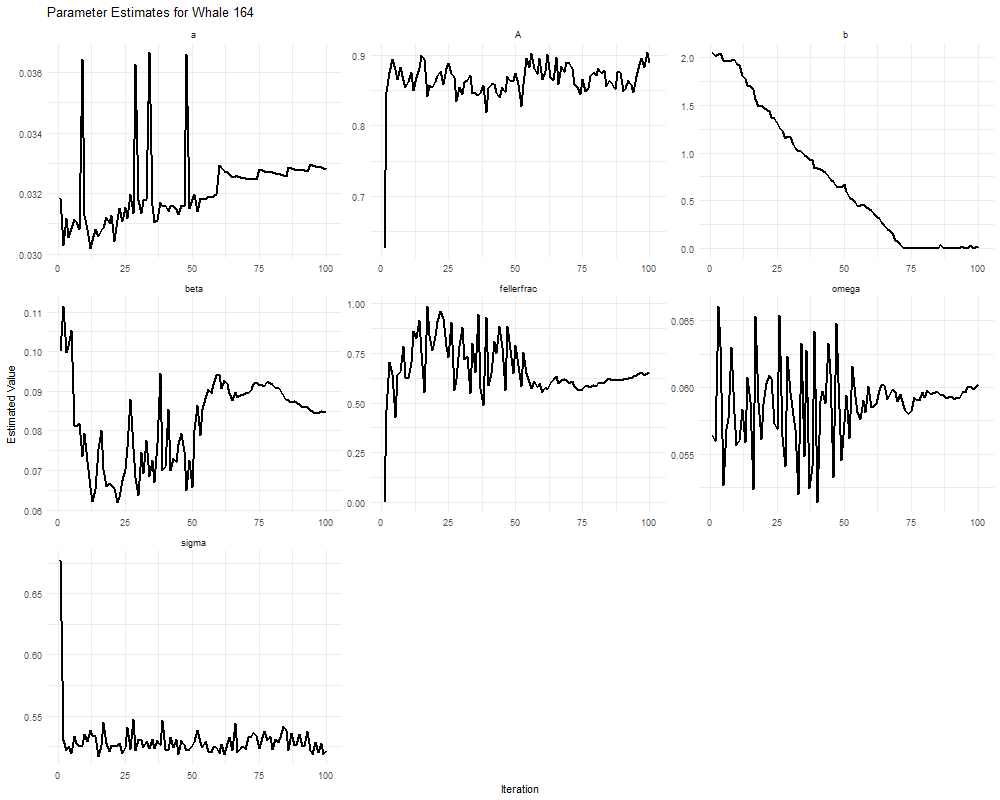 Parameter Estimates for Whale 164
a A b
0.036 0.9 2.0
0.034 0.8 1.5
0.032 0.7 1.0
0.030 0.5
0.0
0 25 50 75 100 0 25 50 75 100 0 25 50 75 100
beta fellerfrac omega
0.11 1.00 0.065
0.10 0.75 0.060
0.09 0.50 0.055
0.08 0.25
0.07 0.00
0.06
0 25 50 75 100 0 25 50 75 100 0 25 50 75 100
Estimated Value
sigma
0.65
0.60
0.55
0 25 50 75 100
Iteration